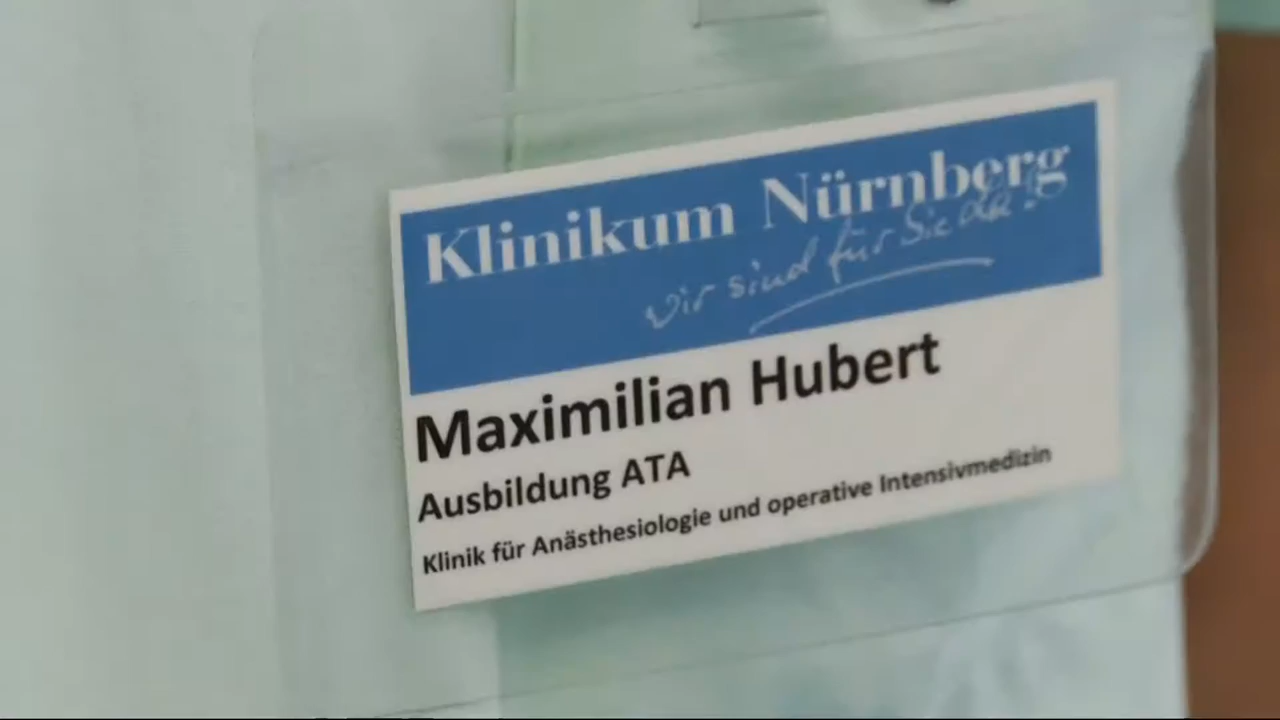 Klinikum Nürnberg
wir sind für Sie da!
Maximilian Hubert
Ausbildung ATA
Klinik für Anästhesiologie und operative Intensivmedizin